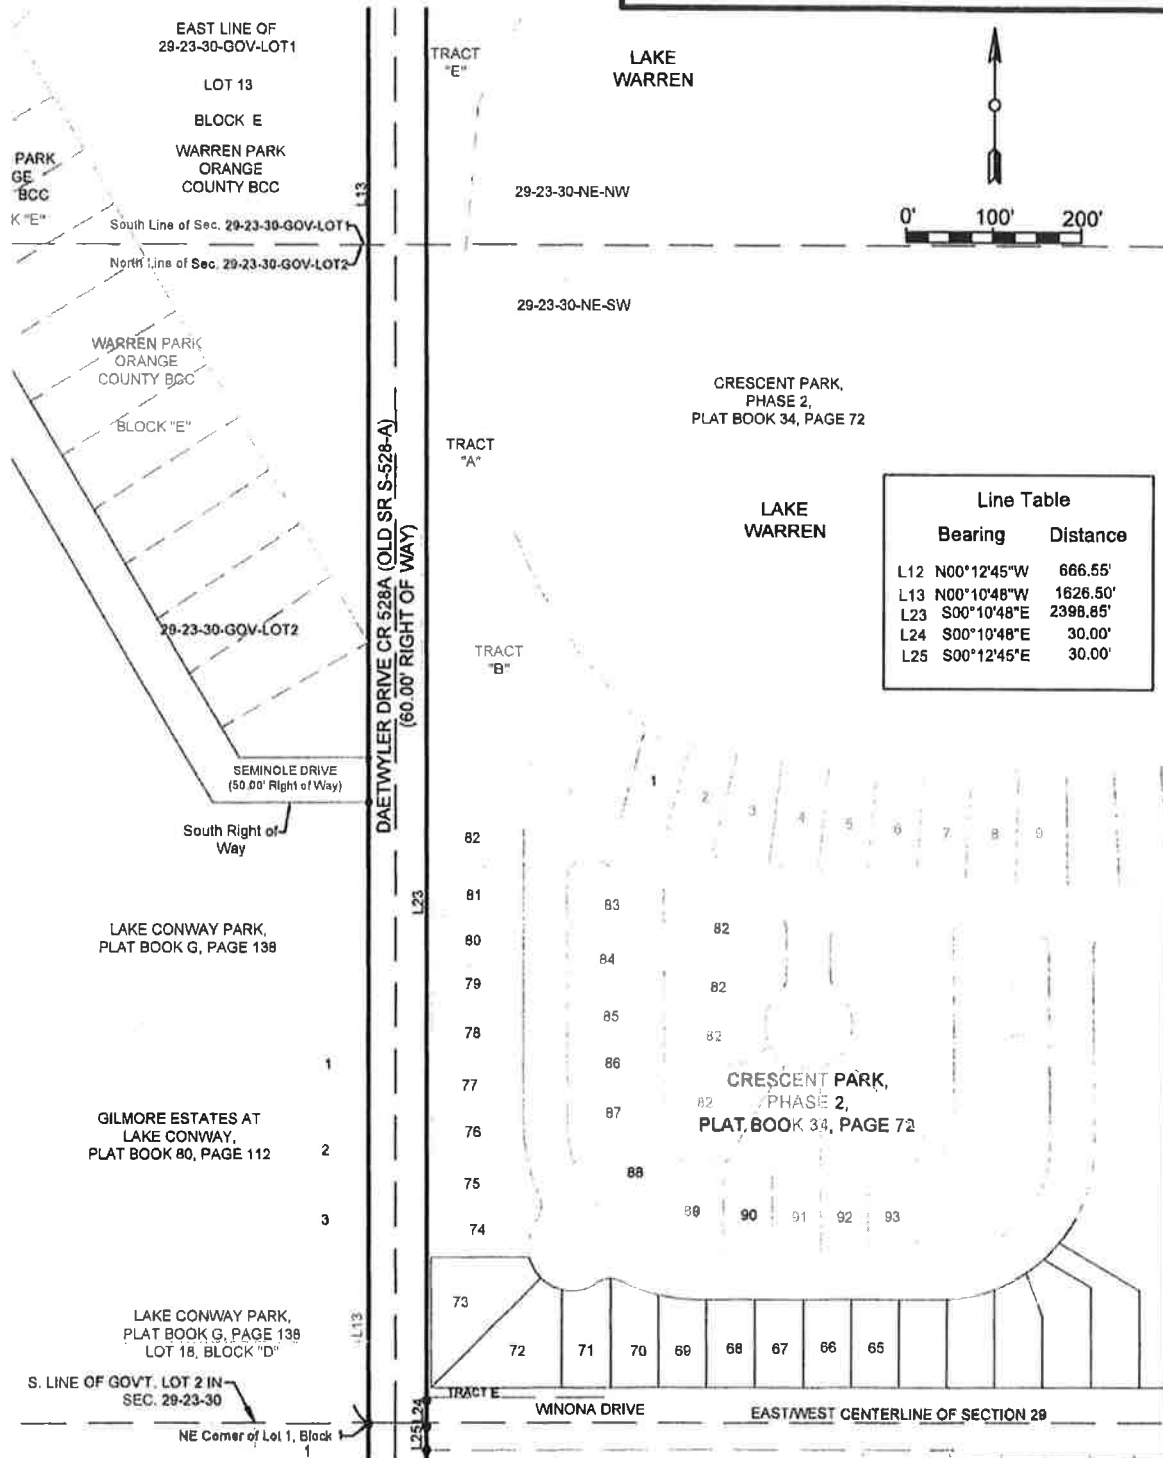 EAST LINE OF
29-23-30-GOV-LOT1
LOT 13
BLOCK E
WARREN PARK
ORANGE
COUNTY BCC
PARK
GE
BCC
K "E"
L13
South Line of Sec. 29-23-30-GOV-LOT1
North Line of Sec. 29-23-30-GOV-LOT2
TRACT
"E"
LAKE
WARREN
29-23-30-NE-NW
0' 100' 200'
29-23-30-NE-SW
WARREN PARK
ORANGE
COUNTY BCC
BLOCK "E"
CRESCENT PARK,
PHASE 2,
PLAT BOOK 34, PAGE 72
TRACT
"A"
LAKE
WARREN
DAETWYLER DRIVE CR 528A (OLD SR S-528-A)
(60.00' RIGHT OF WAY)
Line Table
Bearing Distance
L12 N00°12'45"W 666.55'
L13 N00°10'48"W 1626.50'
L23 S00°10'48"E 2398.85'
L24 S00°10'48"E 30.00'
L25 S00°12'45"E 30.00'
29-23-30-GOV-LOT2
TRACT
"B"
SEMINOLE DRIVE
(50.00' Right of Way)
South Right of
Way
1
2
3
4
5
6
7
8
9
82
81
80
79
78
77
76
75
74
L23
83
84
85
86
87
88
82
82
82
82
LAKE CONWAY PARK,
PLAT BOOK G, PAGE 138
1
GILMORE ESTATES AT
LAKE CONWAY,
PLAT BOOK 80, PAGE 112
2
3
CRESCENT PARK,
PHASE 2,
PLAT BOOK 34, PAGE 72
89 90 91 92 93
73
72 71 70 69 68 67 66 65
LAKE CONWAY PARK,
PLAT BOOK G, PAGE 138
LOT 18, BLOCK "D"
L13
S. LINE OF GOV'T. LOT 2 IN
SEC. 29-23-30
NE Corner of Lot 1, Block
1
TRACT E
L24
L25
WINONA DRIVE
EAST/WEST CENTERLINE OF SECTION 29